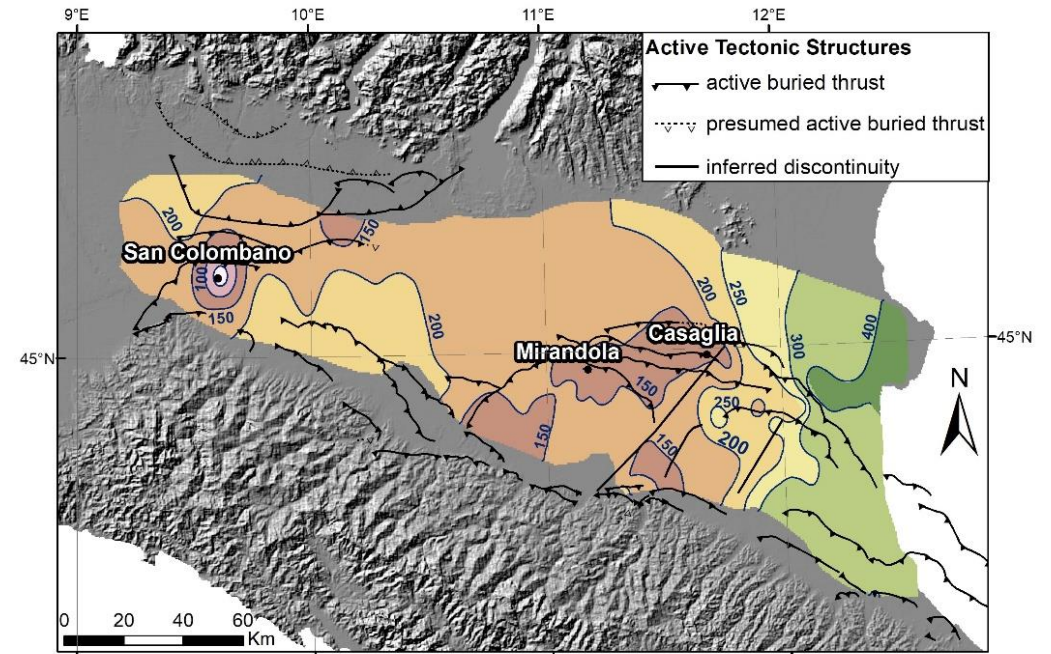 9°E
10°E
11°E
12°E
Active Tectonic Structures
active buried thrust
presumed active buried thrust
inferred discontinuity
200
150
San Colombano
100
150
200
200
250
300
400
Casaglia
Mirandola
45°N
45°N
150
250
200
150
150
N
0 20 40 60
Km